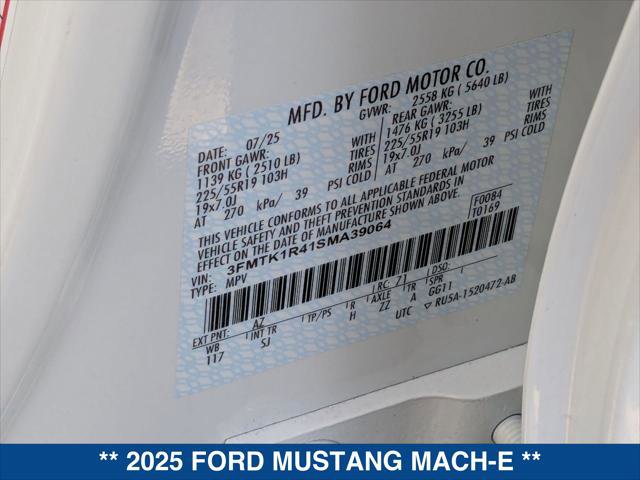 MFD. BY FORD MOTOR CO.
DATE: 07/25 GVWR: 2558 KG ( 5640 LB)
FRONT GAWR: WITH REAR GAWR: WITH
1139 KG ( 2510 LB) TIRES 1476 KG ( 3255 LB) TIRES
225/55R19 103H RIMS 225/55R19 103H RIMS
19x7.0J PSI COLD 19x7.0J PSI COLD
AT 270 kPa/ 39 AT 270 kPa/ 39
THIS VEHICLE CONFORMS TO ALL APPLICABLE FEDERAL MOTOR
VEHICLE SAFETY AND THEFT PREVENTION STANDARDS IN
EFFECT ON THE DATE OF MANUFACTURE SHOWN ABOVE.
VIN: 3FMTK1R41SMA39064 F0084
TYPE: MPV T0169
EXT PNT: AZ RC: 71 DSO:
WB INT TR TP/PS R AXLE TR SPR
117 SJ H ZZ A GG11
UTC RU5A-1520472-AB
** 2025 FORD MUSTANG MACH-E **